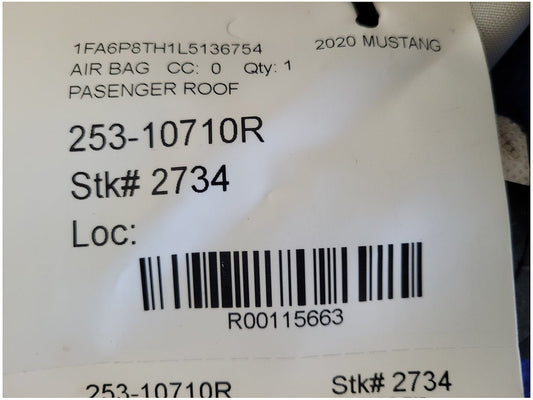 1FA6P8TH1L5136754 2020 MUSTANG
AIR BAG CC: 0 Qty: 1
PASENGER ROOF
253-10710R
Stk# 2734
Loc:
R00115663
253-10710R Stk# 2734